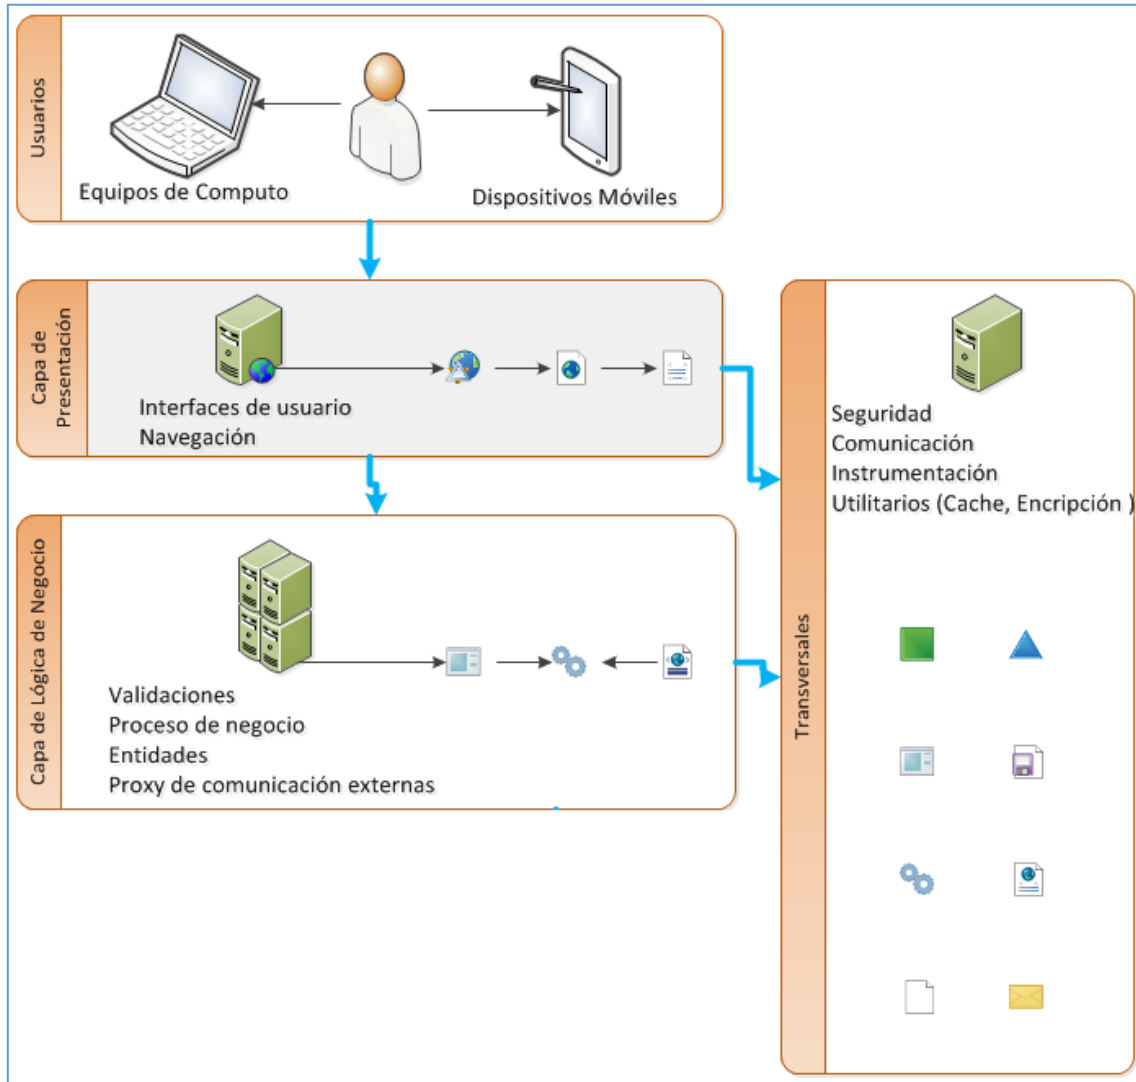 Usuarios
Equipos de Computo
Dispositivos Móviles
Capa de
Presentación
Interfaces de usuario
Navegación
Capa de Lógica de Negocio
Validaciones
Proceso de negocio
Entidades
Proxy de comunicación externas
Transversales
Seguridad
Comunicación
Instrumentación
Utilitarios (Cache, Encripción )